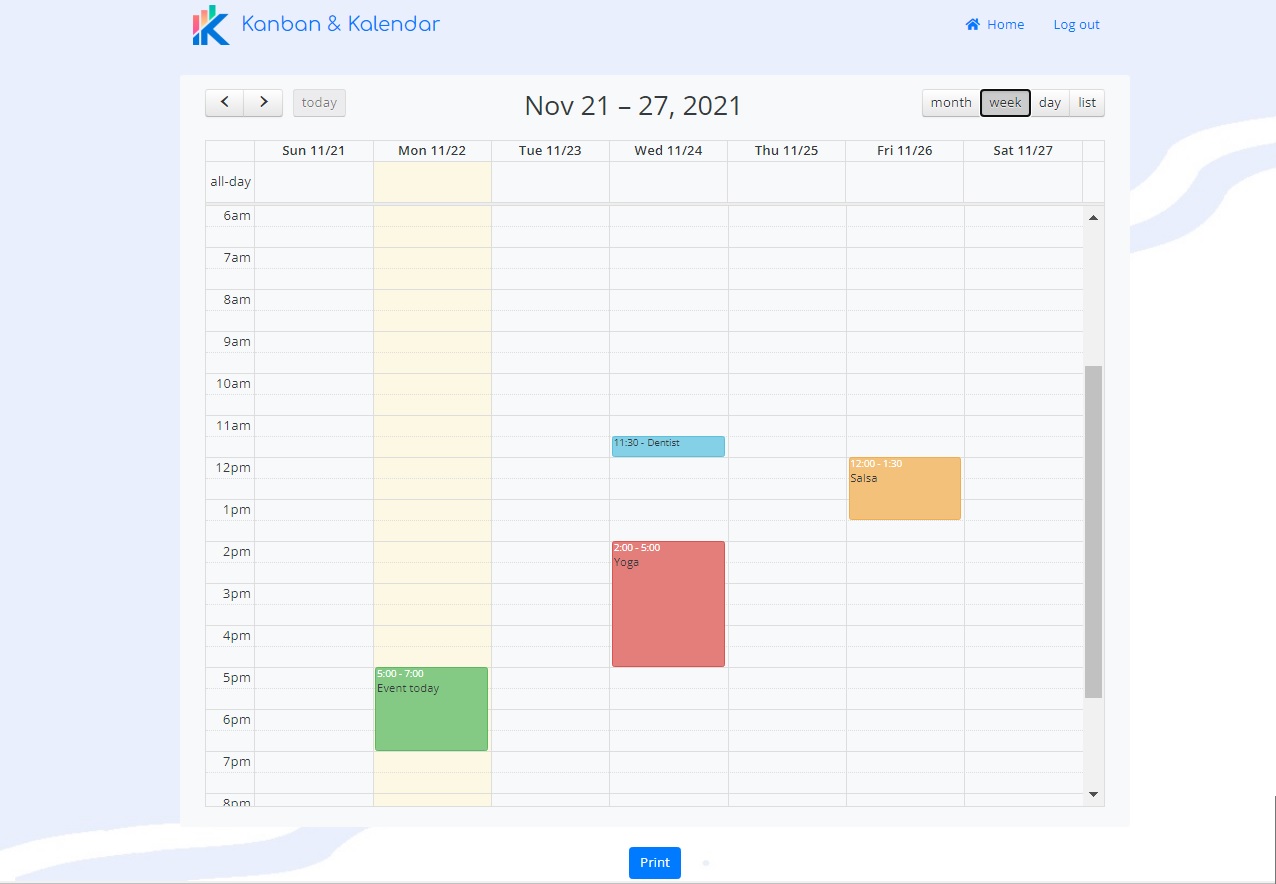 Kanban & Kalendar
Home Log out
today
Nov 21 – 27, 2021
month week day list
Sun 11/21 Mon 11/22 Tue 11/23 Wed 11/24 Thu 11/25 Fri 11/26 Sat 11/27
all-day
6am
7am
8am
9am
10am
11am
11:30 - Dentist
12pm
12:00 - 1:30
Salsa
1pm
2pm
2:00 - 5:00
Yoga
3pm
4pm
5pm
5:00 - 7:00
Event today
6pm
7pm
8pm
Print